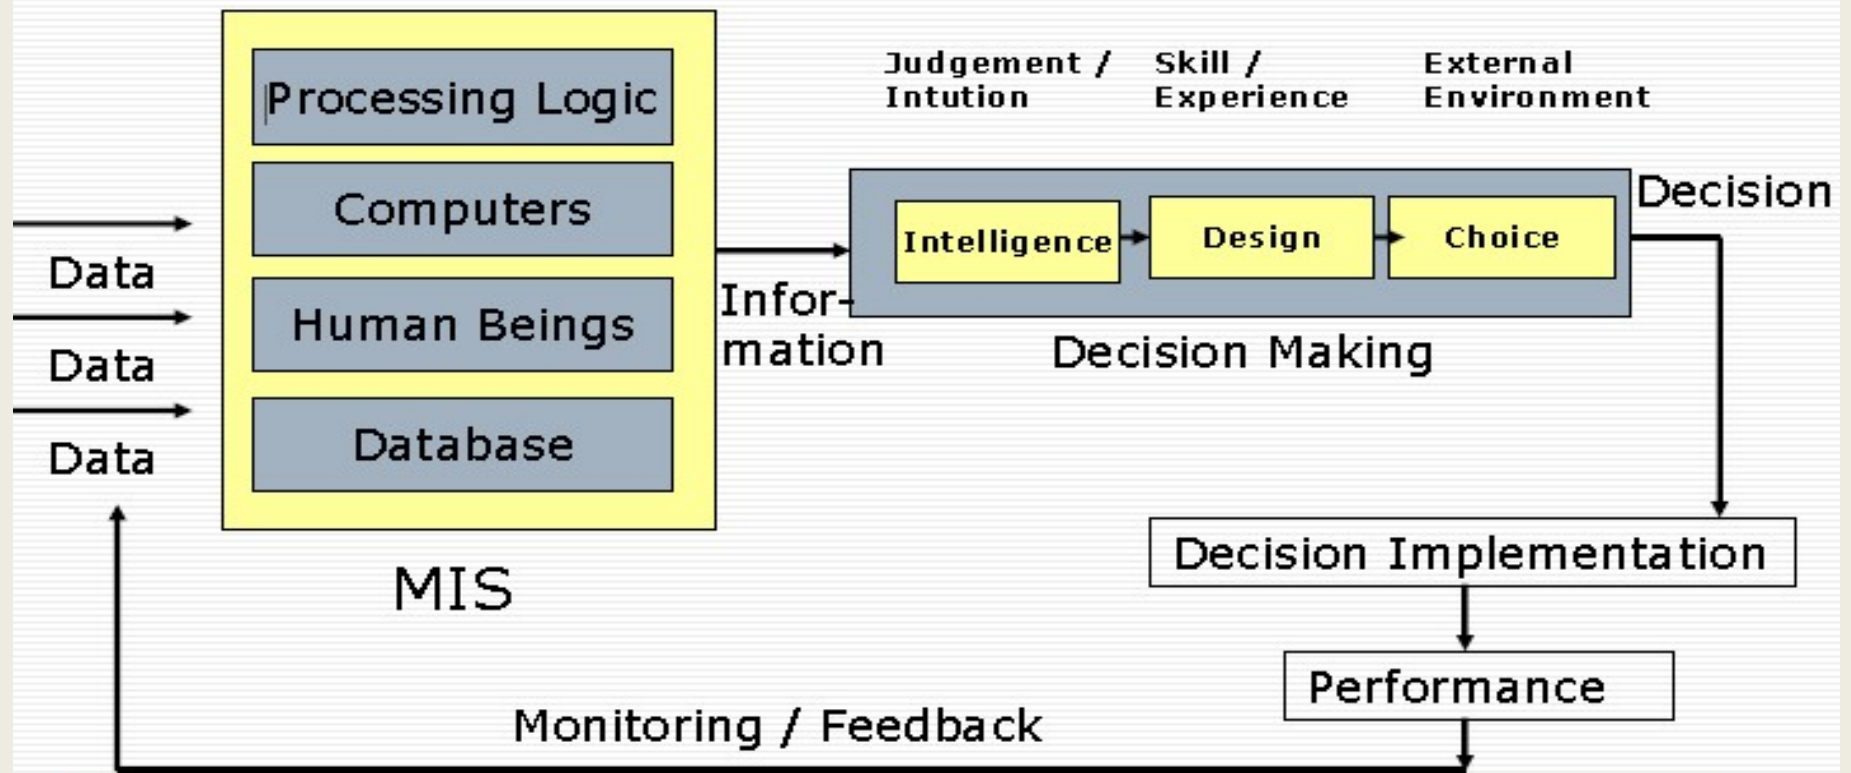 Processing Logic
Computers
Human Beings
Database
MIS
Data
Data
Data
Infor-
mation
Judgement /
Intution
Skill /
Experience
External
Environment
Intelligence
Design
Choice
Decision Making
Decision
Decision Implementation
Performance
Monitoring / Feedback